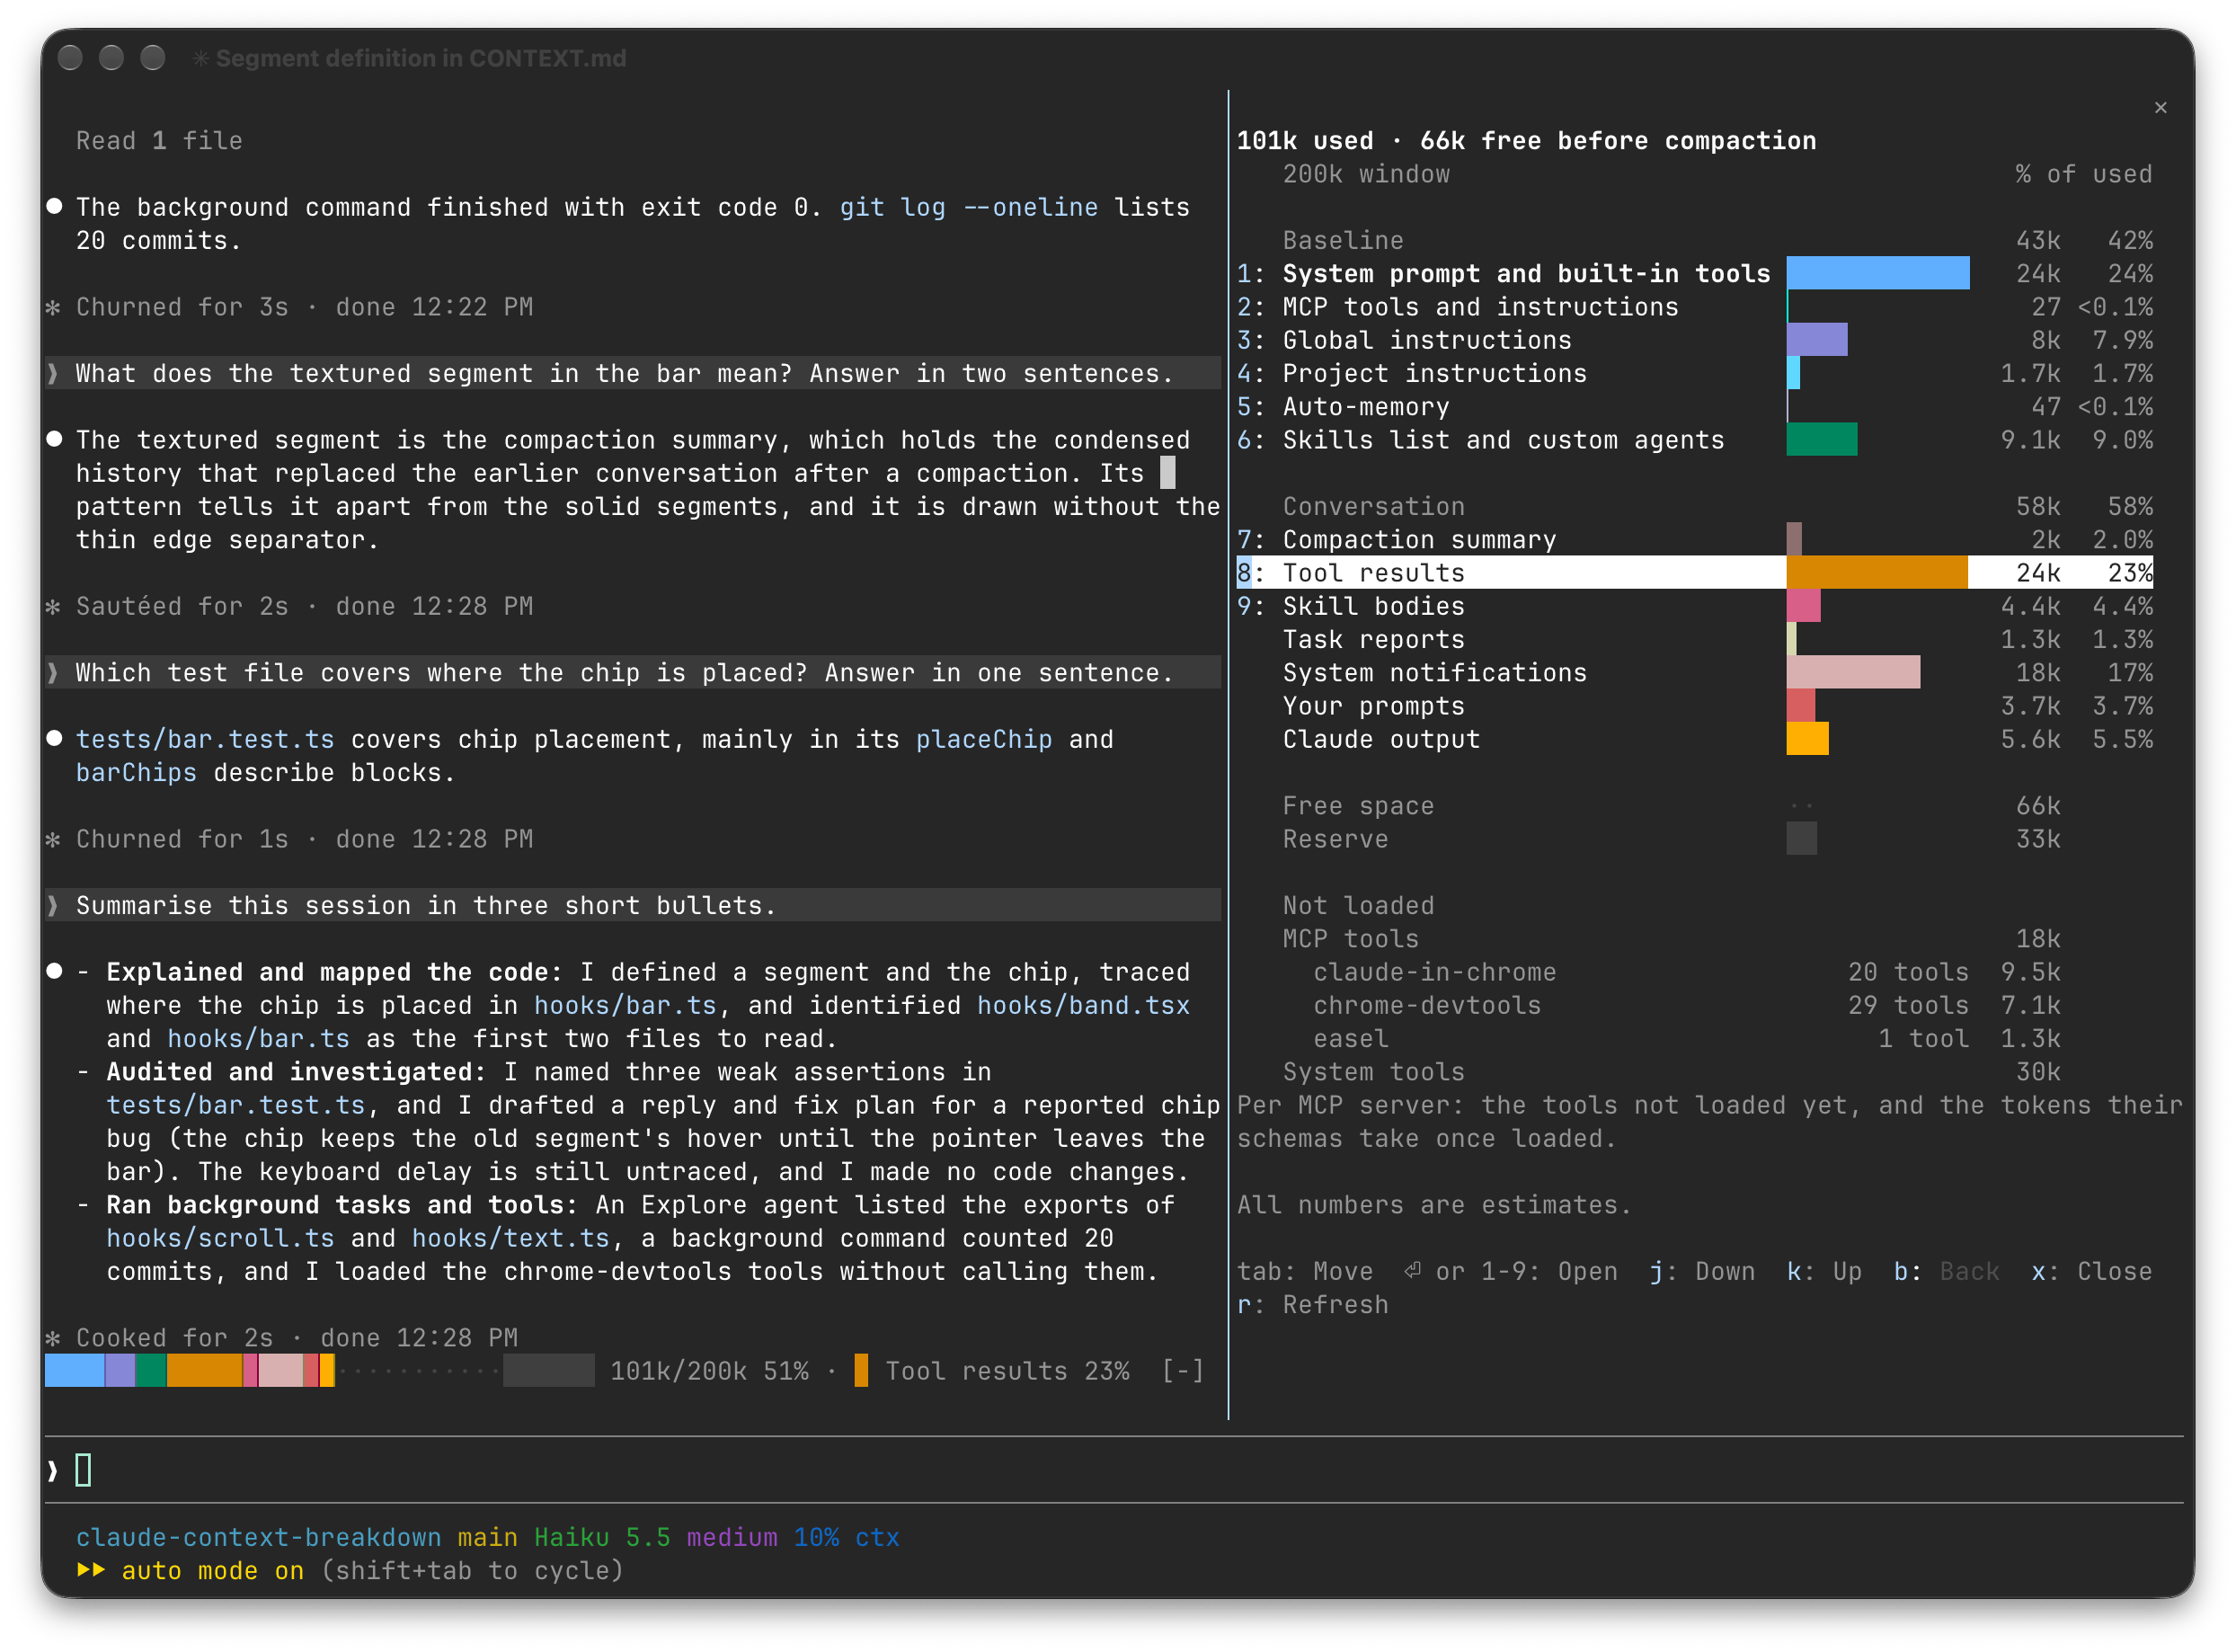 ✳ Segment definition in CONTEXT.md
Read 1 file
● The background command finished with exit code 0. git log --oneline lists
20 commits.
✻ Churned for 3s · done 12:22 PM
❯ What does the textured segment in the bar mean? Answer in two sentences.
● The textured segment is the compaction summary, which holds the condensed
history that replaced the earlier conversation after a compaction. Its
pattern tells it apart from the solid segments, and it is drawn without the
thin edge separator.
✻ Sautéed for 2s · done 12:28 PM
❯ Which test file covers where the chip is placed? Answer in one sentence.
● tests/bar.test.ts covers chip placement, mainly in its placeChip and
barChips describe blocks.
✻ Churned for 1s · done 12:28 PM
❯ Summarise this session in three short bullets.
● - Explained and mapped the code: I defined a segment and the chip, traced
where the chip is placed in hooks/bar.ts, and identified hooks/band.tsx
and hooks/bar.ts as the first two files to read.
- Audited and investigated: I named three weak assertions in
tests/bar.test.ts, and I drafted a reply and fix plan for a reported chip
bug (the chip keeps the old segment's hover until the pointer leaves the
bar). The keyboard delay is still untraced, and I made no code changes.
- Ran background tasks and tools: An Explore agent listed the exports of
hooks/scroll.ts and hooks/text.ts, a background command counted 20
commits, and I loaded the chrome-devtools tools without calling them.
✻ Cooked for 2s · done 12:28 PM
101k/200k 51% · Tool results 23% [-]
×
101k used · 66k free before compaction
200k window % of used
Baseline 43k 42%
1: System prompt and built-in tools 24k 24%
2: MCP tools and instructions 27 <0.1%
3: Global instructions 8k 7.9%
4: Project instructions 1.7k 1.7%
5: Auto-memory 47 <0.1%
6: Skills list and custom agents 9.1k 9.0%
Conversation 58k 58%
7: Compaction summary 2k 2.0%
8: Tool results 24k 23%
9: Skill bodies 4.4k 4.4%
Task reports 1.3k 1.3%
System notifications 18k 17%
Your prompts 3.7k 3.7%
Claude output 5.6k 5.5%
Free space 66k
Reserve 33k
Not loaded
MCP tools 18k
claude-in-chrome 20 tools 9.5k
chrome-devtools 29 tools 7.1k
easel 1 tool 1.3k
System tools 30k
Per MCP server: the tools not loaded yet, and the tokens their
schemas take once loaded.
All numbers are estimates.
tab: Move ⏎ or 1-9: Open j: Down k: Up b: Back x: Close
r: Refresh
❯
claude-context-breakdown main Haiku 5.5 medium 10% ctx
⏵⏵ auto mode on (shift+tab to cycle)